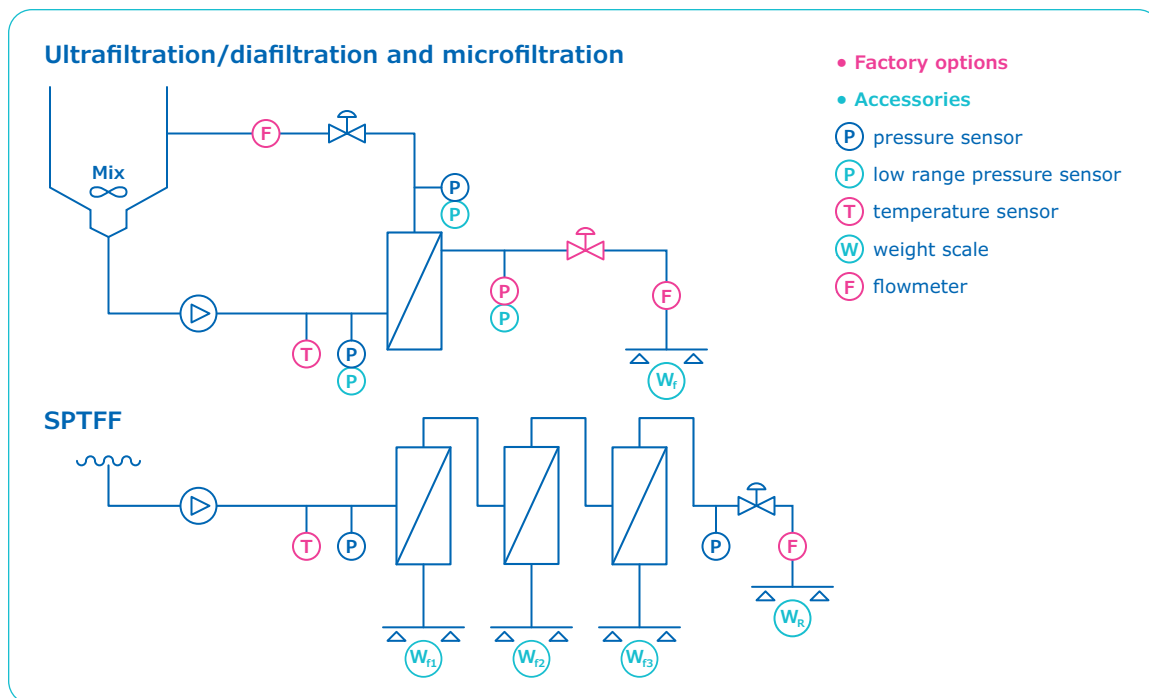 Ultrafiltration/diafiltration and microfiltration
• Factory options
• Accessories
P pressure sensor
P low range pressure sensor
T temperature sensor
W weight scale
F flowmeter
F
Mix
P
P
P
P
F
T
P
P
Wf
SPTFF
T
P
P
F
WR
Wf1
Wf2
Wf3